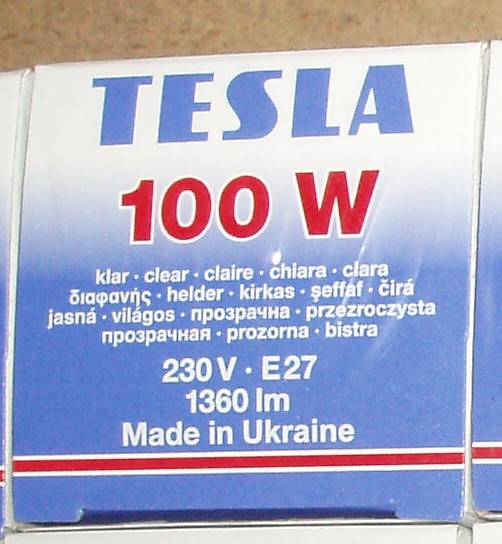 TESLA
100 W
klar · clear · claire · chiara · clara
διαφανής · helder · kirkas · şeffaf · čirá
jasná · világos · прозрачна · przezroczysta
прозрачная · prozorna · bistra
230 V · E 27
1360 lm
Made in Ukraine